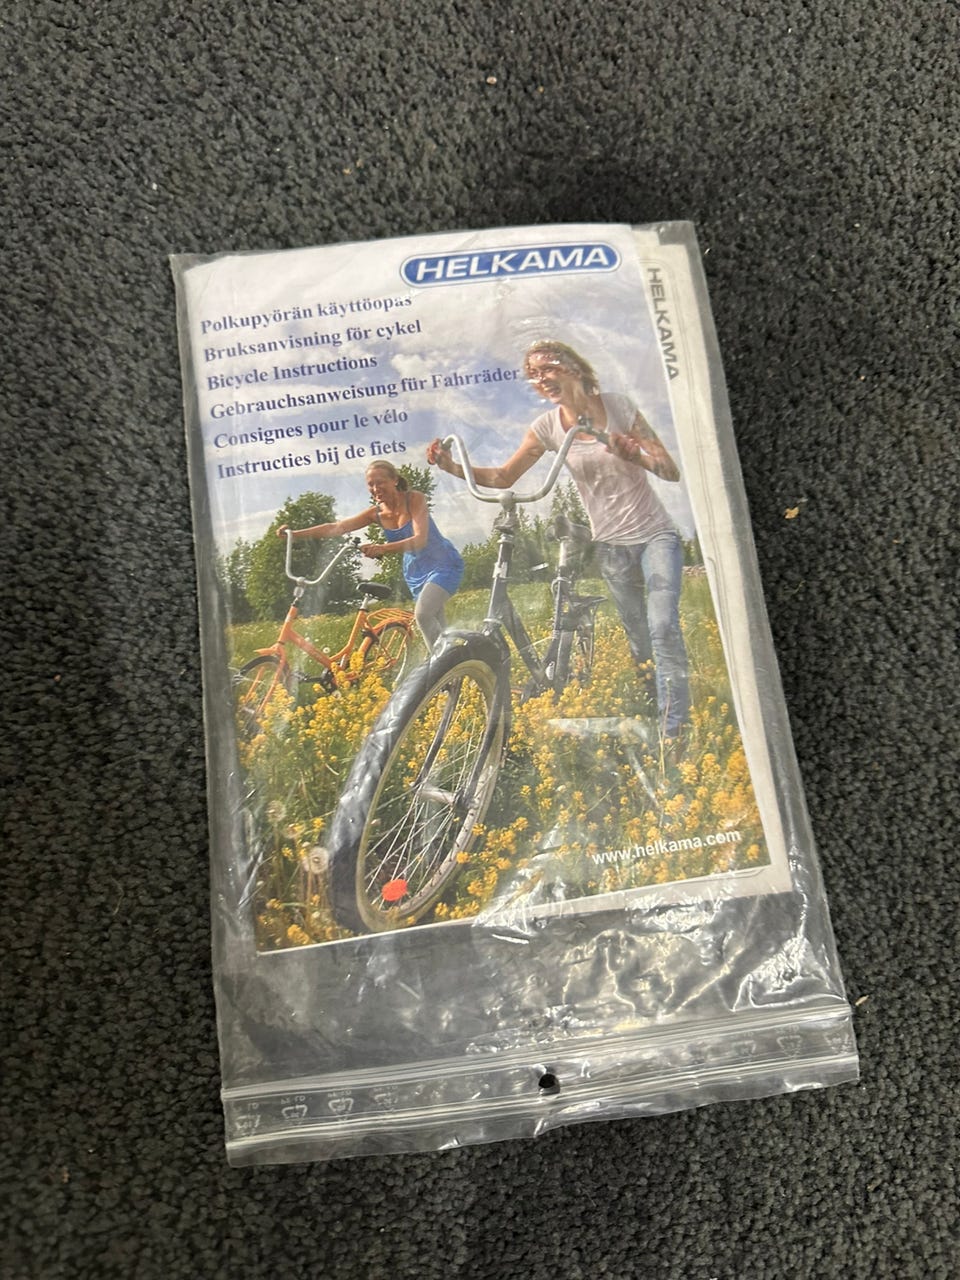 HELKAMA
Polkupyörän käyttöopas
Bruksanvisning för cykel
Bicycle Instructions
Gebrauchsanweisung für Fahrräder
Consignes pour le vélo
Instructies bij de fiets
HELKAMA
www.helkama.com